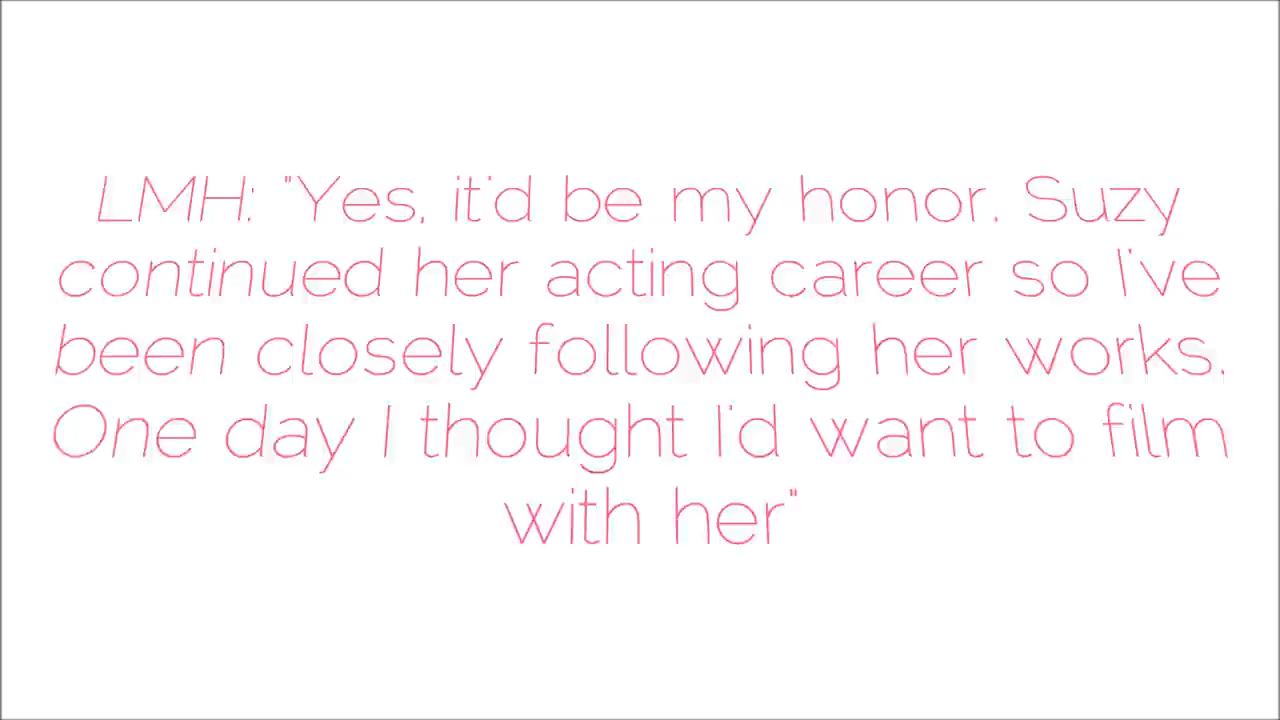 LMH: "Yes, it'd be my honor. Suzy
continued her acting career so I've
been closely following her works.
One day I thought I'd want to film
with her"